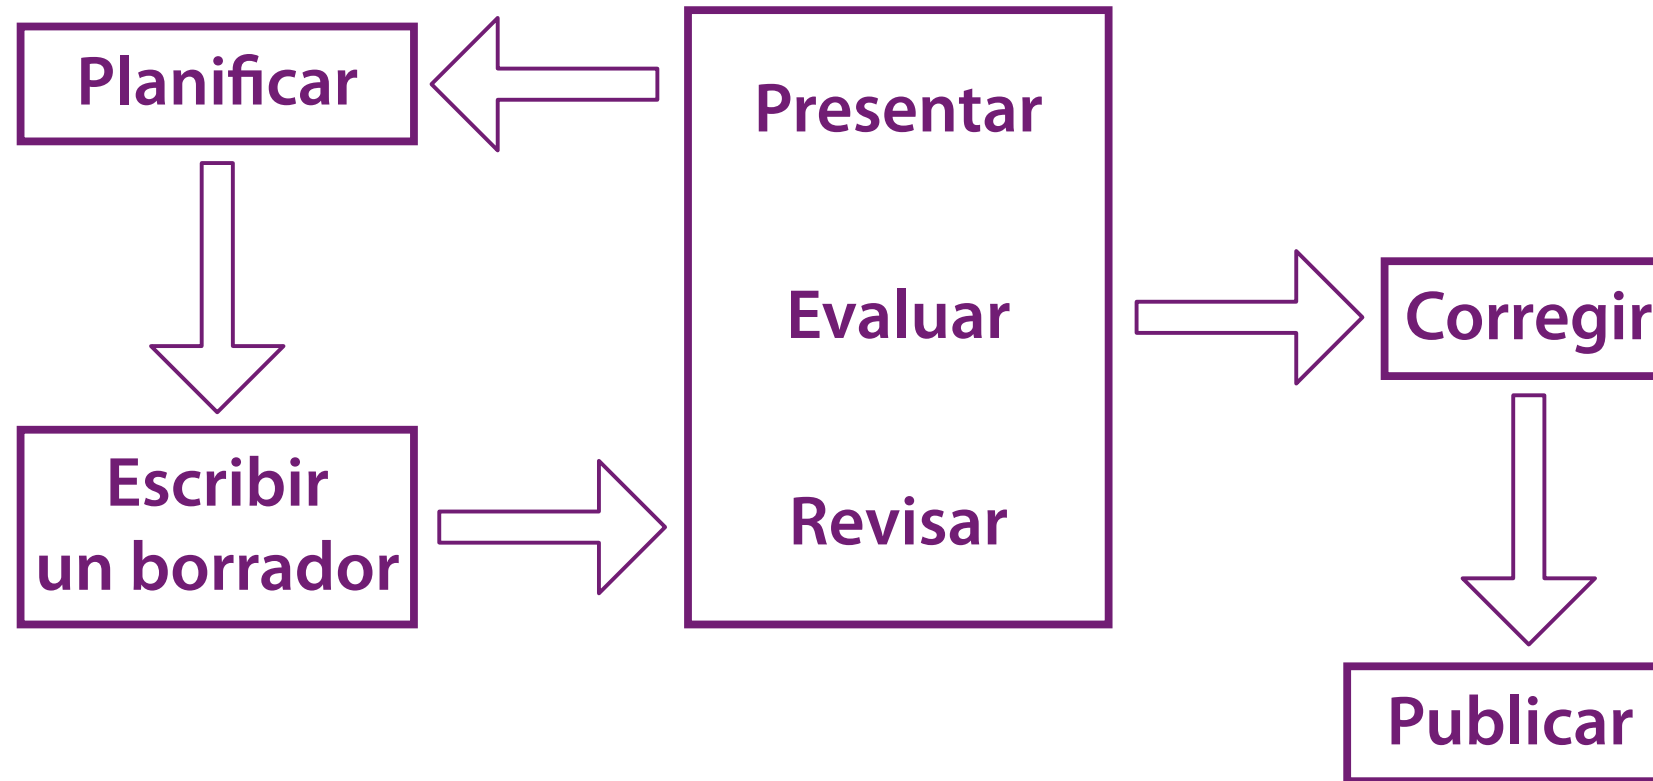 Planificar
Escribir
un borrador
Presentar
Evaluar
Revisar
Corregir
Publicar